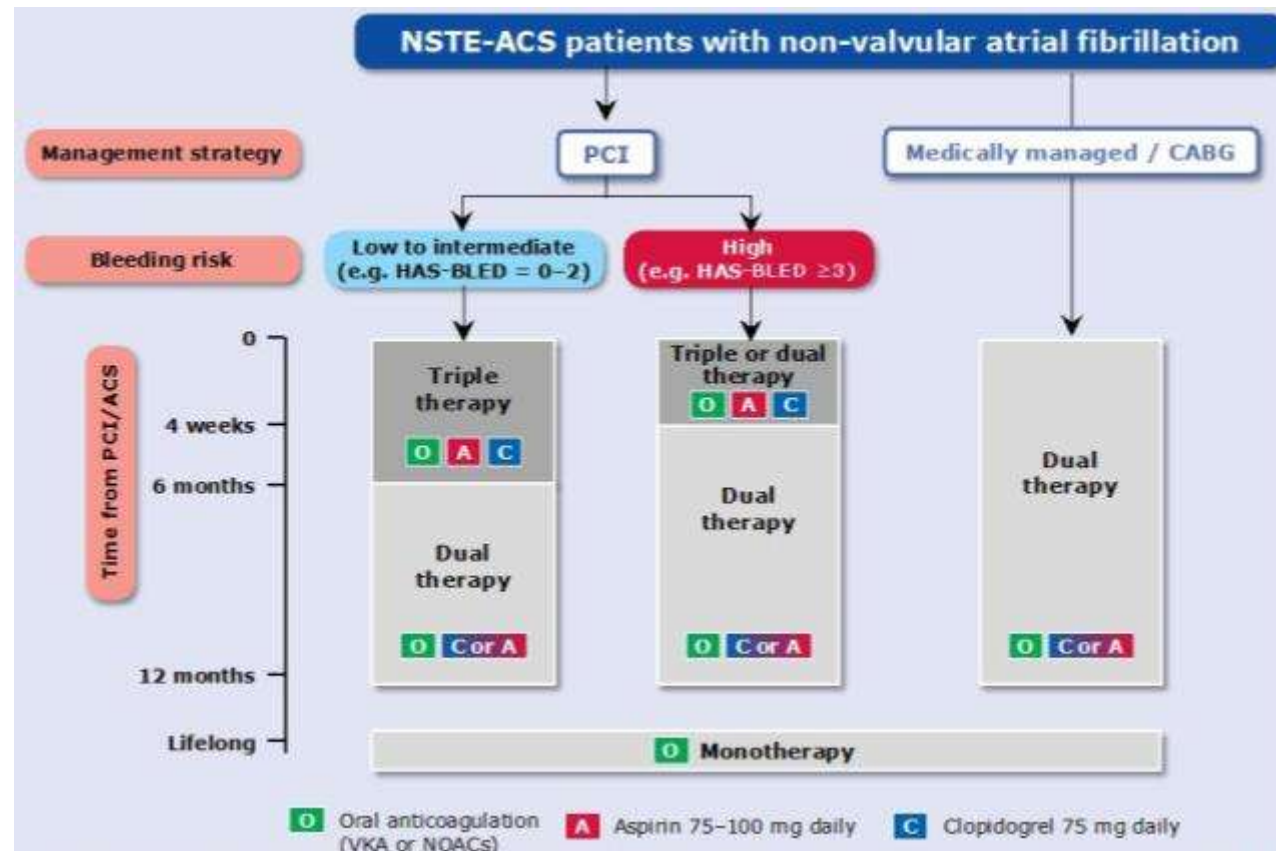 NSTE-ACS patients with non-valvular atrial fibrillation
Management strategy
PCI
Medically managed / CABG
Bleeding risk
Low to intermediate
(e.g. HAS-BLED = 0–2)
High
(e.g. HAS-BLED ≥3)
Time from PCI/ACS
0
4 weeks
6 months
12 months
Lifelong
Triple
therapy
O A C
Dual
therapy
O C or A
Triple or dual
therapy
O A C
Dual
therapy
O C or A
Dual
therapy
O C or A
O Monotherapy
O Oral anticoagulation
(VKA or NOACs)
A Aspirin 75–100 mg daily
C Clopidogrel 75 mg daily